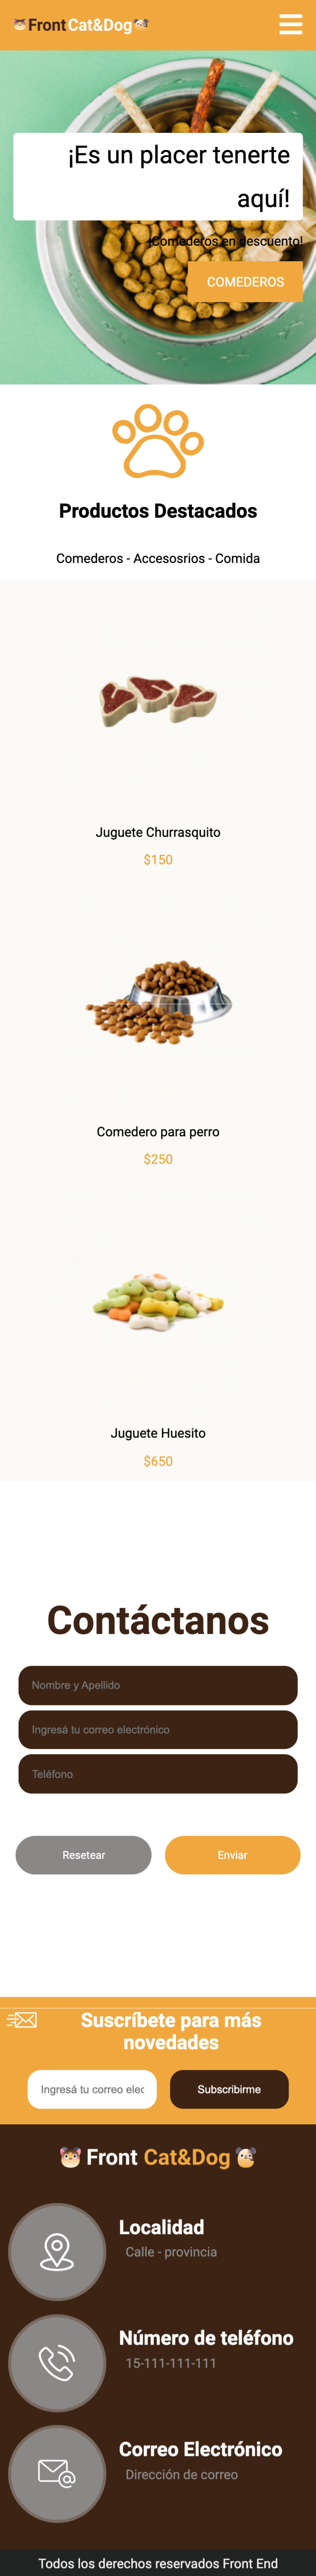 Front Cat&Dog
¡Es un placer tenerte
aquí!
¡Comederos en descuento!
COMEDEROS
Productos Destacados
Comederos - Accesosrios - Comida
Juguete Churrasquito
$150
Comedero para perro
$250
Juguete Huesito
$650
Contáctanos
Nombre y Apellido
Ingresá tu correo electrónico
Teléfono
Resetear
Enviar
Suscríbete para más
novedades
Ingresá tu correo elec
Subscribirme
Front Cat&Dog
Localidad
Calle - provincia
Número de teléfono
15-111-111-111
Correo Electrónico
Dirección de correo
Todos los derechos reservados Front End